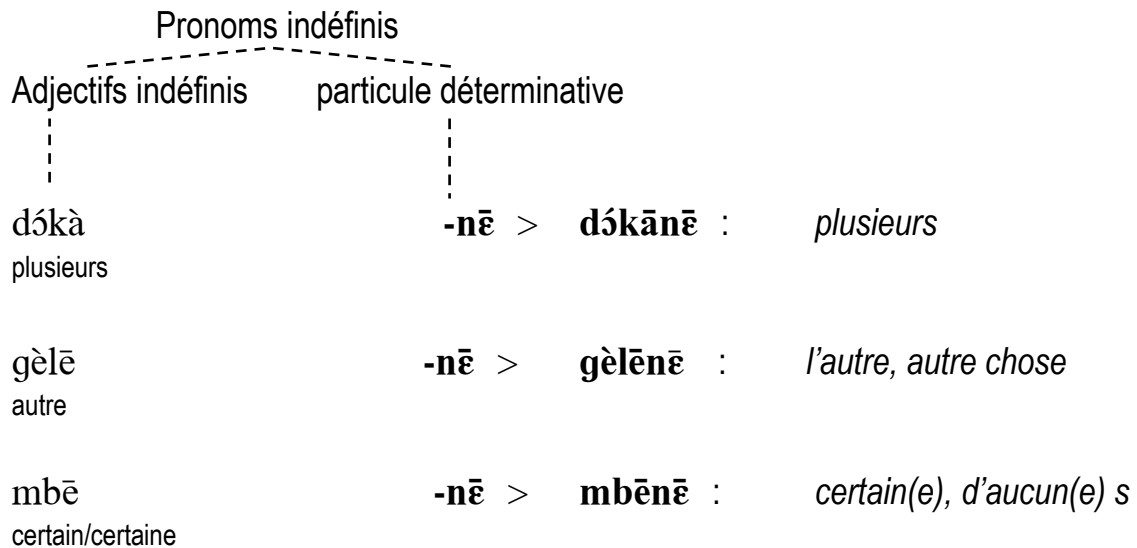 Pronoms indéfinis
Adjectifs indéfinis particule déterminative
dɔ́kà -nɛ̄ > dɔ́kānɛ̄ : plusieurs
plusieurs
gèlē -nɛ̄ > gèlēnɛ̄ : l’autre, autre chose
autre
mbē -nɛ̄ > mbēnɛ̄ : certain(e), d’aucun(e) s
certain/certaine